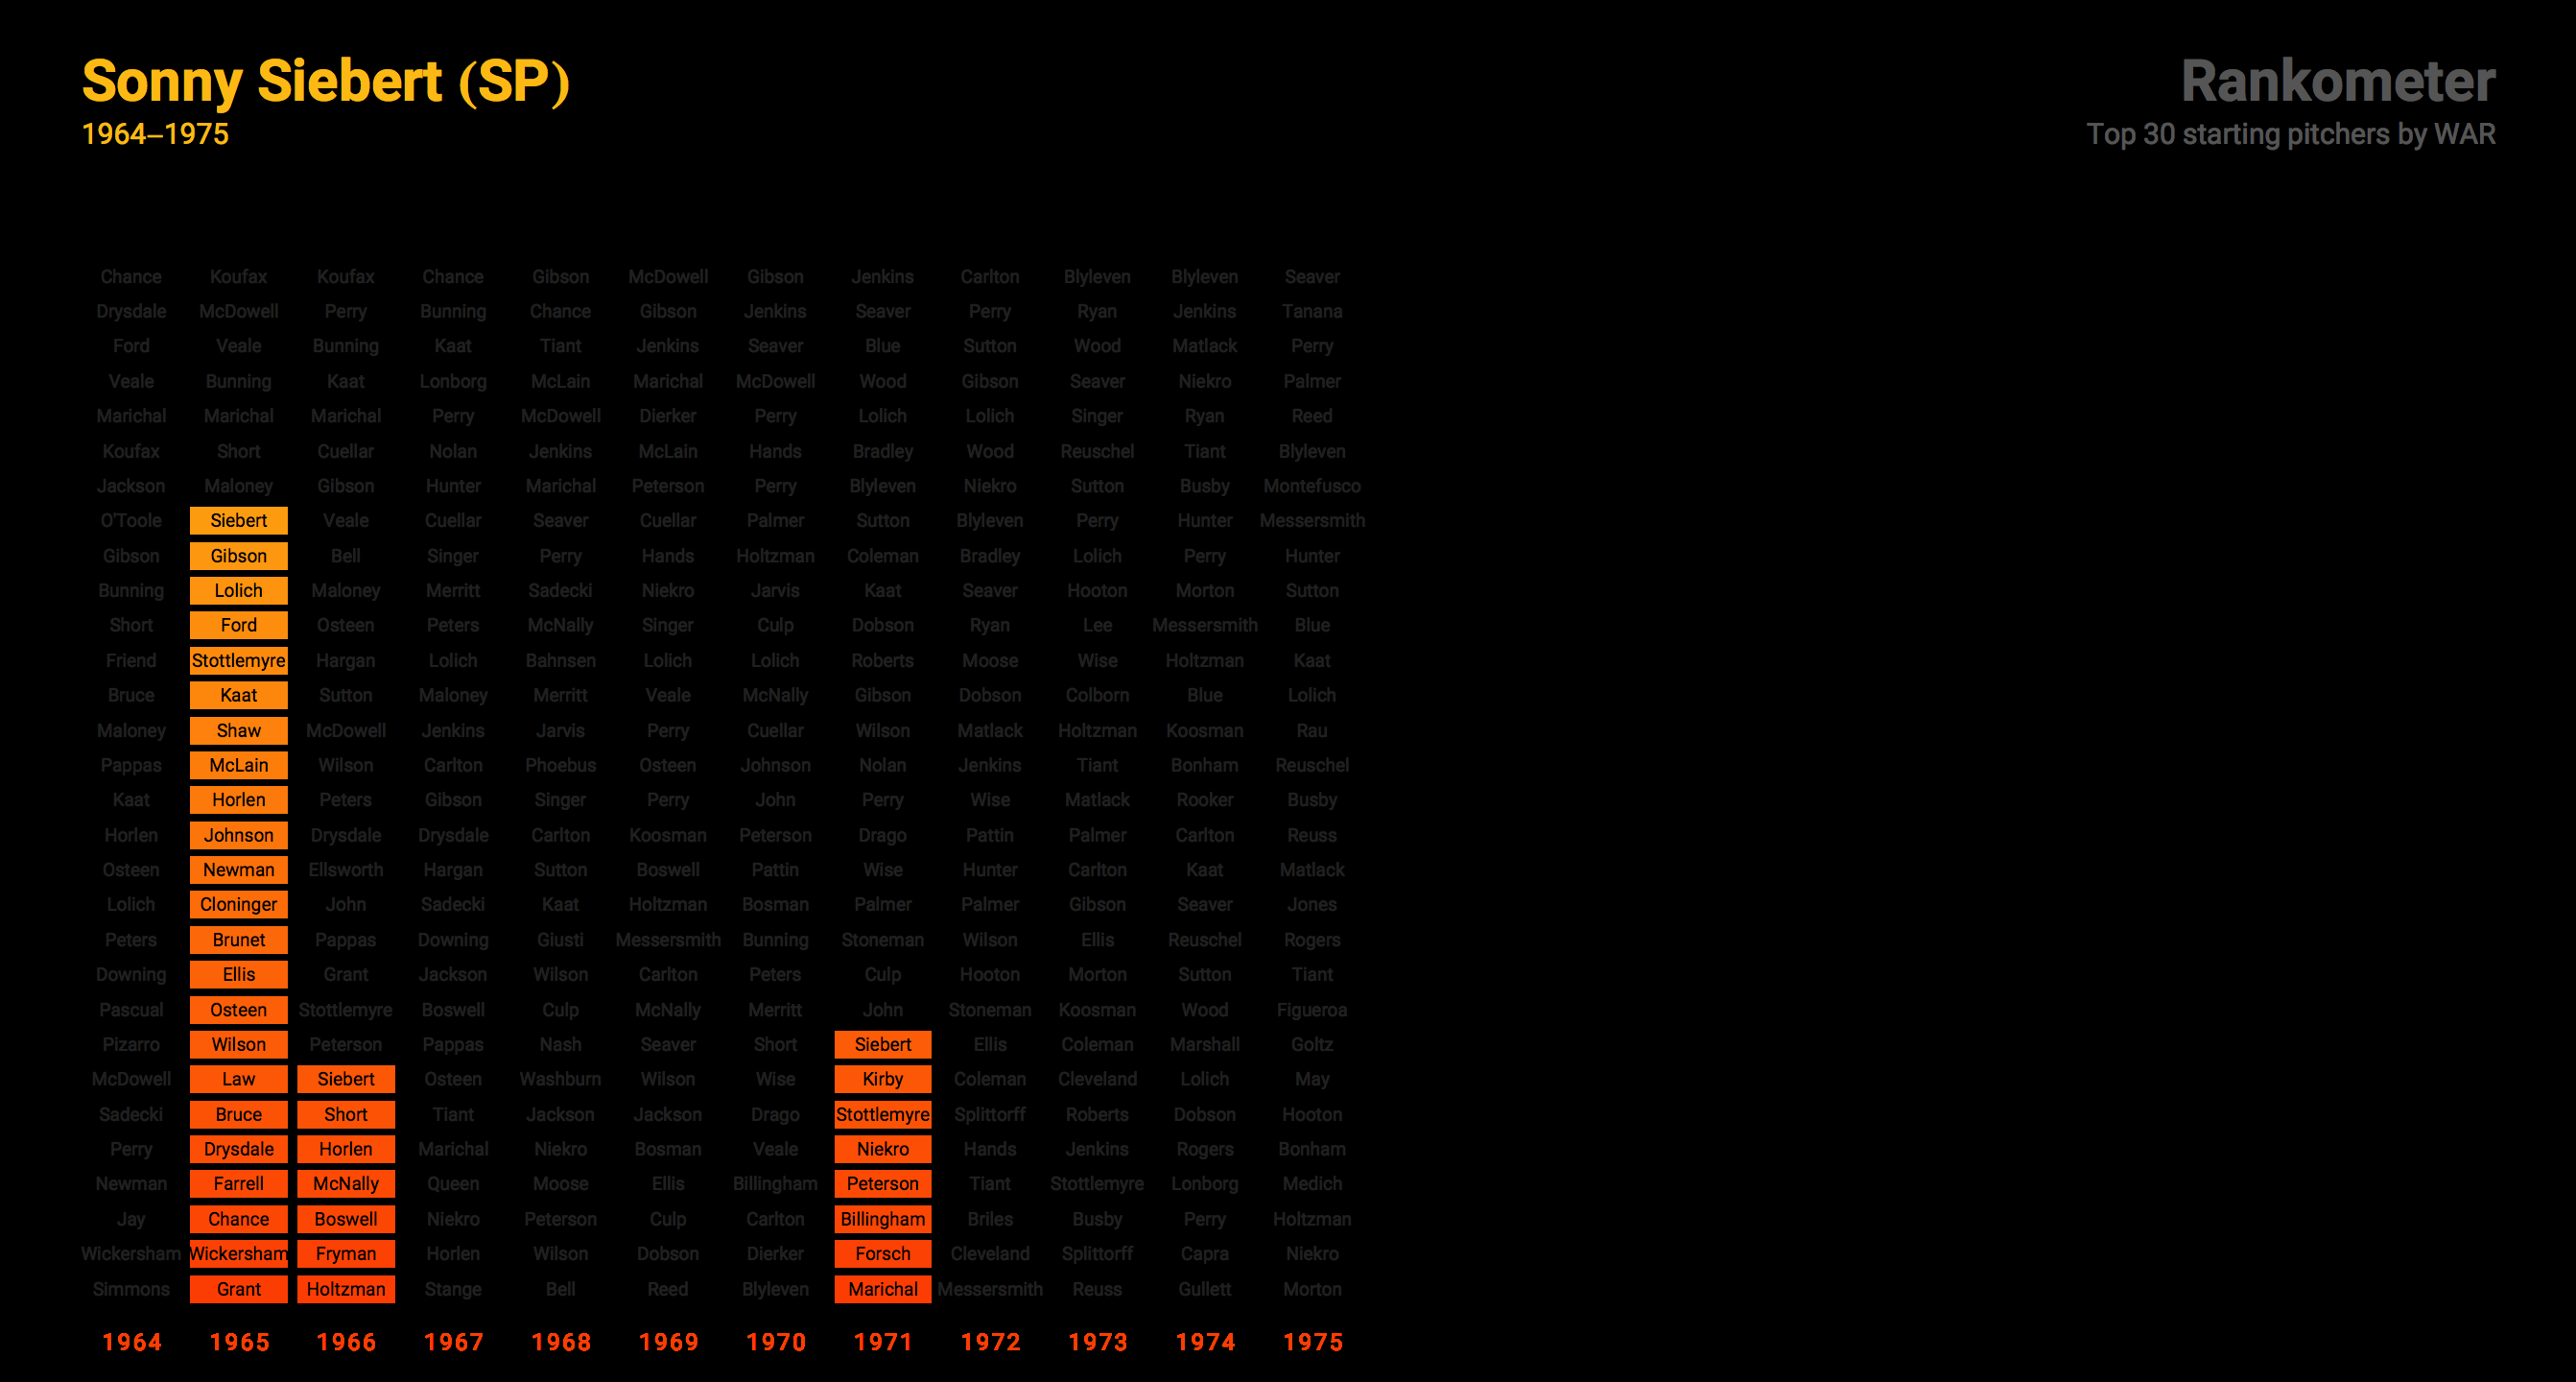 Sonny Siebert (SP)
1964–1975
Rankometer
Top 30 starting pitchers by WAR
Chance Koufax Koufax Chance Gibson McDowell Gibson Jenkins Carlton Blyleven Blyleven Seaver
Drysdale McDowell Perry Bunning Chance Gibson Jenkins Seaver Perry Ryan Jenkins Tanana
Ford Veale Bunning Kaat Tiant Jenkins Seaver Blue Sutton Wood Matlack Perry
Veale Bunning Kaat Lonborg McLain Marichal McDowell Wood Gibson Seaver Niekro Palmer
Marichal Marichal Marichal Perry McDowell Dierker Perry Lolich Lolich Singer Ryan Reed
Koufax Short Cuellar Nolan Jenkins McLain Hands Bradley Wood Reuschel Tiant Blyleven
Jackson Maloney Gibson Hunter Marichal Peterson Perry Blyleven Niekro Sutton Busby Montefusco
O'Toole Siebert Veale Cuellar Seaver Cuellar Palmer Sutton Blyleven Perry Hunter Messersmith
Gibson Gibson Bell Singer Perry Hands Holtzman Coleman Bradley Lolich Perry Hunter
Bunning Lolich Maloney Merritt Sadecki Niekro Jarvis Kaat Seaver Hooton Morton Sutton
Short Ford Osteen Peters McNally Singer Culp Dobson Ryan Lee Messersmith Blue
Friend Stottlemyre Hargan Lolich Bahnsen Lolich Lolich Roberts Moose Wise Holtzman Kaat
Bruce Kaat Sutton Maloney Merritt Veale McNally Gibson Dobson Colborn Blue Lolich
Maloney Shaw McDowell Jenkins Jarvis Perry Cuellar Wilson Matlack Holtzman Koosman Rau
Pappas McLain Wilson Carlton Phoebus Osteen Johnson Nolan Jenkins Tiant Bonham Reuschel
Kaat Horlen Peters Gibson Singer Perry John Perry Wise Matlack Rooker Busby
Horlen Johnson Drysdale Drysdale Carlton Koosman Peterson Drago Pattin Palmer Carlton Reuss
Osteen Newman Ellsworth Hargan Sutton Boswell Pattin Wise Hunter Carlton Kaat Matlack
Lolich Cloninger John Sadecki Kaat Holtzman Bosman Palmer Palmer Gibson Seaver Jones
Peters Brunet Pappas Downing Giusti Messersmith Bunning Stoneman Wilson Ellis Reuschel Rogers
Downing Ellis Grant Jackson Wilson Carlton Peters Culp Hooton Morton Sutton Tiant
Pascual Osteen Stottlemyre Boswell Culp McNally Merritt John Stoneman Koosman Wood Figueroa
Pizarro Wilson Peterson Pappas Nash Seaver Short Siebert Ellis Coleman Marshall Goltz
McDowell Law Siebert Osteen Washburn Wilson Wise Kirby Coleman Cleveland Lolich May
Sadecki Bruce Short Tiant Jackson Jackson Drago Stottlemyre Splittorff Roberts Dobson Hooton
Perry Drysdale Horlen Marichal Niekro Bosman Veale Niekro Hands Jenkins Rogers Bonham
Newman Farrell McNally Queen Moose Ellis Billingham Peterson Tiant Stottlemyre Lonborg Medich
Jay Chance Boswell Niekro Peterson Culp Carlton Billingham Briles Busby Perry Holtzman
Wickersham Wickersham Fryman Horlen Wilson Dobson Dierker Forsch Cleveland Splittorff Capra Niekro
Simmons Grant Holtzman Stange Bell Reed Blyleven Marichal Messersmith Reuss Gullett Morton
1964 1965 1966 1967 1968 1969 1970 1971 1972 1973 1974 1975